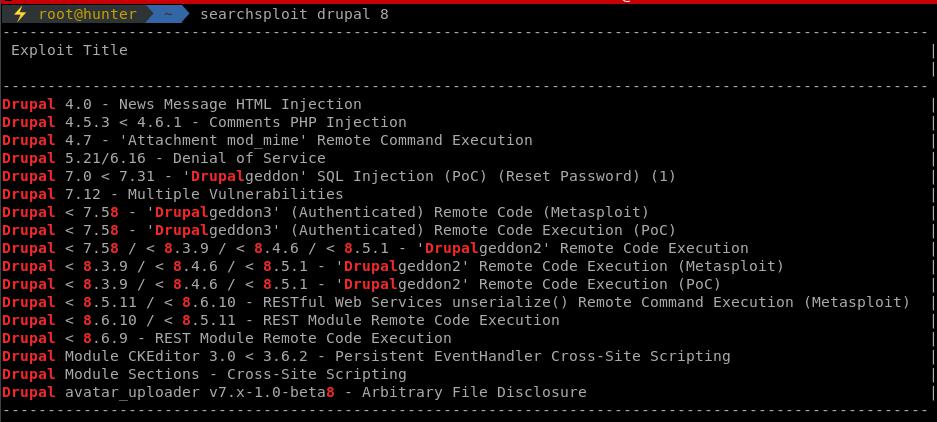 ⚡ root@hunter ~ searchsploit drupal 8
--------------------------------------------------------------------------------------------------------
Exploit Title |
|
--------------------------------------------------------------------------------------------------------
Drupal 4.0 - News Message HTML Injection |
Drupal 4.5.3 < 4.6.1 - Comments PHP Injection |
Drupal 4.7 - 'Attachment mod_mime' Remote Command Execution |
Drupal 5.21/6.16 - Denial of Service |
Drupal 7.0 < 7.31 - 'Drupalgeddon' SQL Injection (PoC) (Reset Password) (1) |
Drupal 7.12 - Multiple Vulnerabilities |
Drupal < 7.58 - 'Drupalgeddon3' (Authenticated) Remote Code (Metasploit) |
Drupal < 7.58 - 'Drupalgeddon3' (Authenticated) Remote Code Execution (PoC) |
Drupal < 7.58 / < 8.3.9 / < 8.4.6 / < 8.5.1 - 'Drupalgeddon2' Remote Code Execution |
Drupal < 8.3.9 / < 8.4.6 / < 8.5.1 - 'Drupalgeddon2' Remote Code Execution (Metasploit) |
Drupal < 8.3.9 / < 8.4.6 / < 8.5.1 - 'Drupalgeddon2' Remote Code Execution (PoC) |
Drupal < 8.5.11 / < 8.6.10 - RESTful Web Services unserialize() Remote Command Execution (Metasploit) |
Drupal < 8.6.10 / < 8.5.11 - REST Module Remote Code Execution |
Drupal < 8.6.9 - REST Module Remote Code Execution |
Drupal Module CKEditor 3.0 < 3.6.2 - Persistent EventHandler Cross-Site Scripting |
Drupal Module Sections - Cross-Site Scripting |
Drupal avatar_uploader v7.x-1.0-beta8 - Arbitrary File Disclosure |
--------------------------------------------------------------------------------------------------------